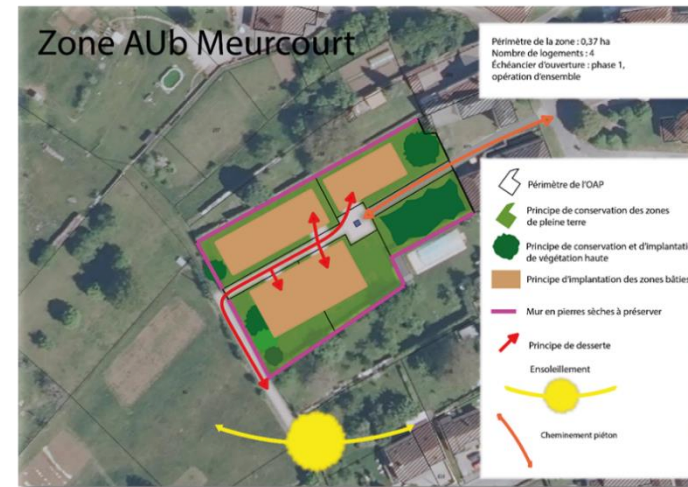 Zone AUb Meurcourt
Périmètre de la zone : 0,37 ha
Nombre de logements : 4
Échéancier d'ouverture : phase 1,
opération d'ensemble
Périmètre de l'OAP
Principe de conservation des zones
de pleine terre
Principe de conservation et d'implantati
de végétation haute
Principe d'implantation des zones bâties
Mur en pierres sèches à préserver
Principe de desserte
Ensoleillement
Cheminement piéton